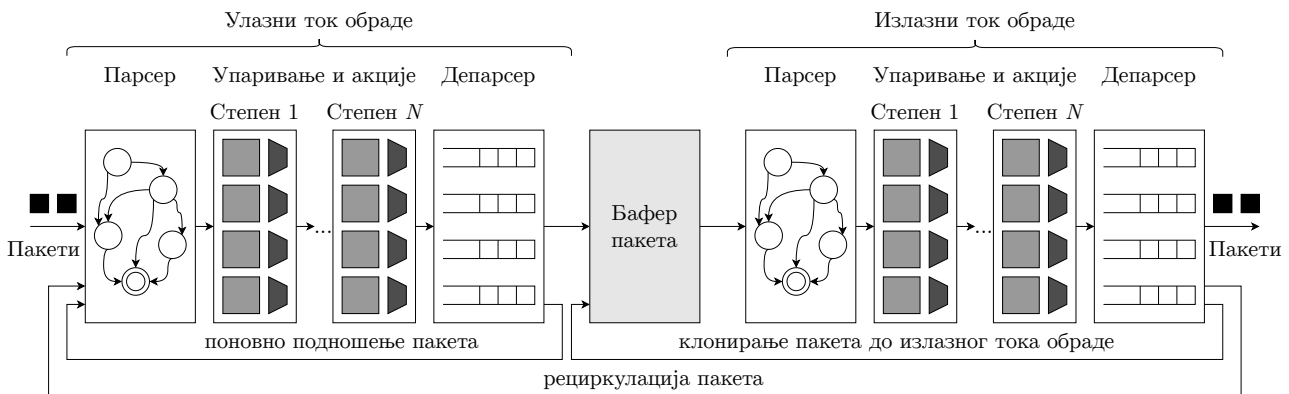 Улазни ток обраде
Излазни ток обраде
Парсер
Упаривање и акције
Депарсер
Парсер
Упаривање и акције
Депарсер
Степен 1
Степен N
Степен 1
Степен N
...
...
Бафер
пакета
Пакети
Пакети
поновно подношење пакета
клонирање пакета до излазног тока обраде
рециркулација пакета